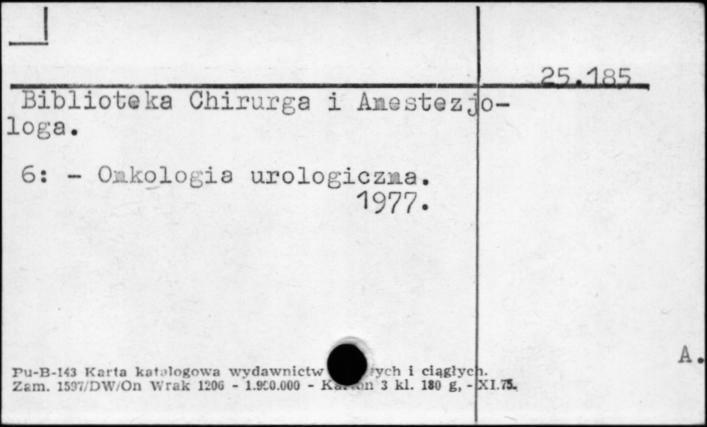 25.185
Biblioteka Chirurga i Anestezjo-
loga.
6: - Onkologia urologiczna.
1977.
A.
Pu-B-143 Karta katalogowa wydawnictw i ciągłych.
Zam. 1597/DW/On Wrak 1206 - 1.900.000 - Karton 3 kl. 180 g, - XI.75.